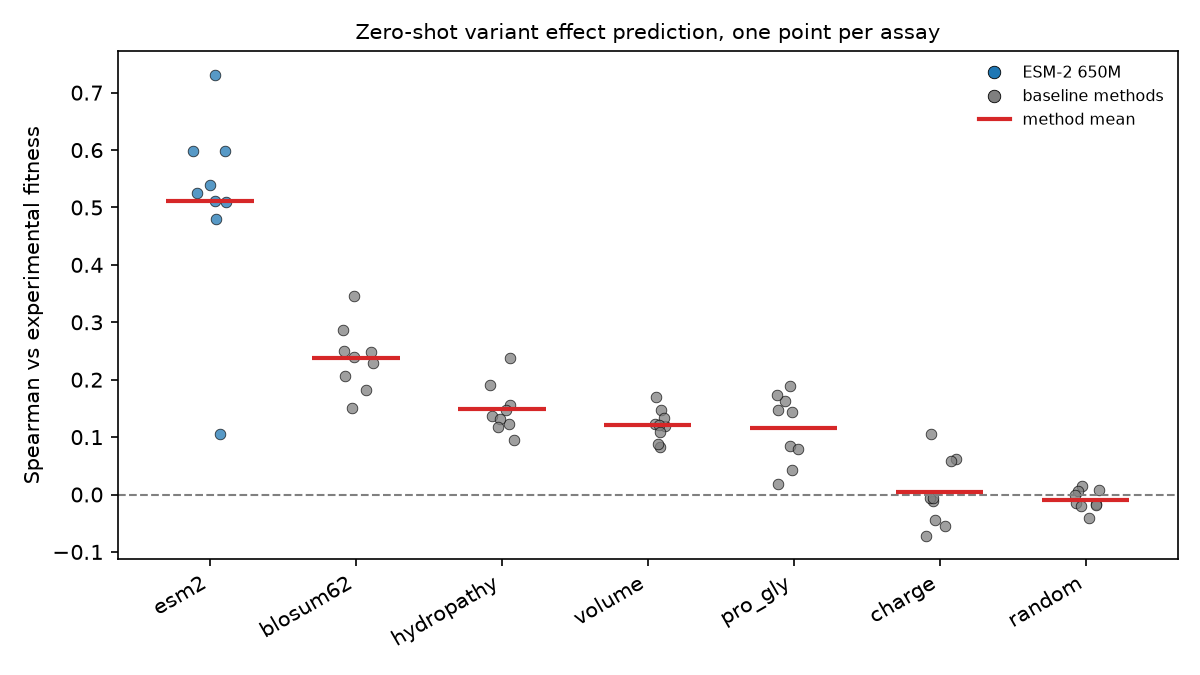 Zero-shot variant effect prediction, one point per assay
Spearman vs experimental fitness
0.7
0.6
0.5
0.4
0.3
0.2
0.1
0.0
−0.1
ESM-2 650M
baseline methods
method mean
esm2
blosum62
hydropathy
volume
pro_gly
charge
random